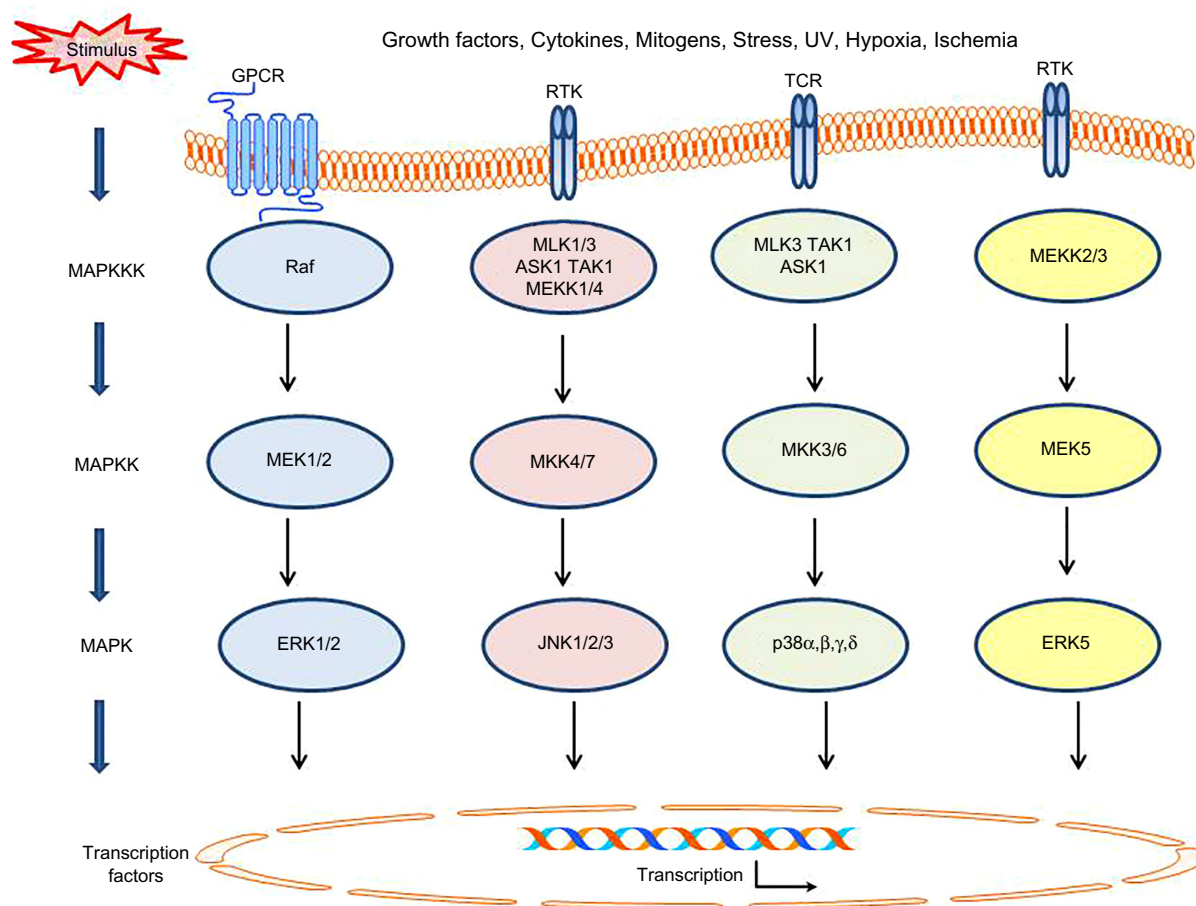 Stimulus
Growth factors, Cytokines, Mitogens, Stress, UV, Hypoxia, Ischemia
GPCR
RTK
TCR
RTK
MAPKKK
Raf
MLK1/3
ASK1 TAK1
MEKK1/4
MLK3 TAK1
ASK1
MEKK2/3
MAPKK
MEK1/2
MKK4/7
MKK3/6
MEK5
MAPK
ERK1/2
JNK1/2/3
p38α,β,γ,δ
ERK5
Transcription
factors
Transcription